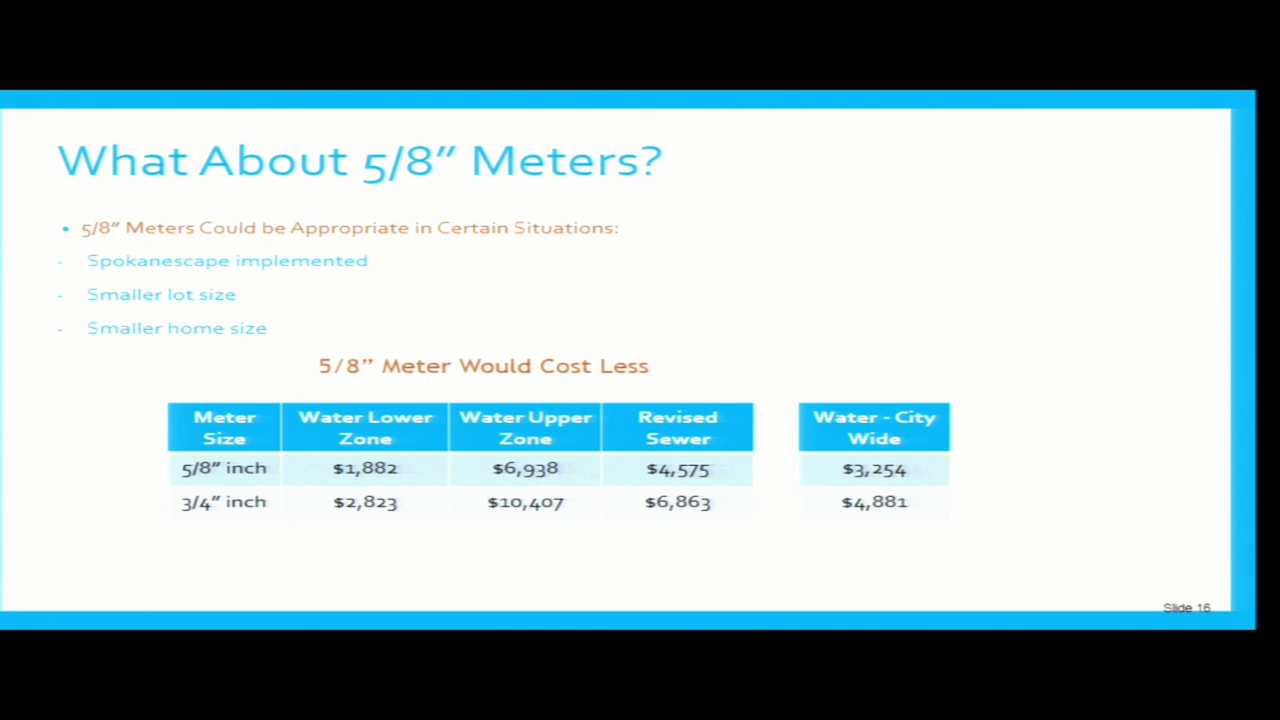 What About 5/8" Meters?
• 5/8" Meters Could be Appropriate in Certain Situations:
- Spokanescape implemented
- Smaller lot size
- Smaller home size
5/8" Meter Would Cost Less
Meter Size Water Lower Zone Water Upper Zone Revised Sewer Water - City Wide
5/8" inch $1,882 $6,938 $4,575 $3,254
3/4" inch $2,823 $10,407 $6,863 $4,881
Slide 16